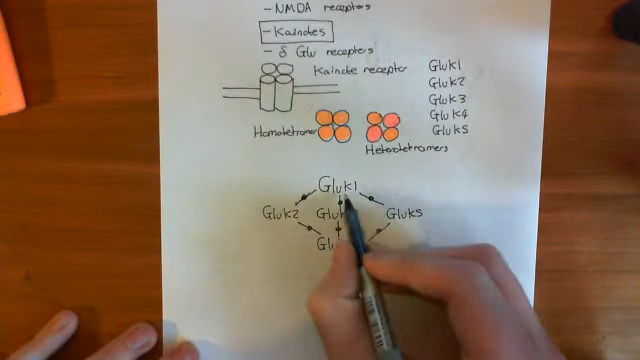 - NMDA receptors
- Kainates
- δ Glu receptors
Kainate receptor
GluK1
GluK2
GluK3
GluK4
GluK5
Homotetramer
Heterotetramers
GluK1
GluK2
GluK5